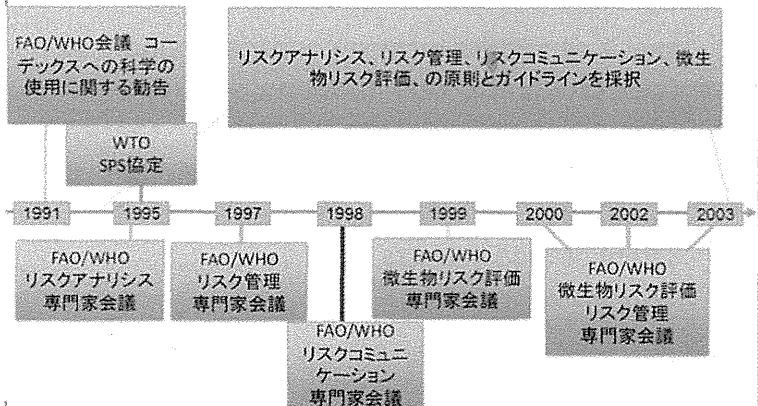 FAO/WHO会議 コー
デックスへの科学の
使用に関する勧告
リスクアナリシス、リスク管理、リスクコミュニケーション、微生
物リスク評価、の原則とガイドラインを採択
WTO
SPS協定
1991
1995
1997
1998
1999
2000
2002
2003
FAO/WHO
リスクアナリシス
専門家会議
FAO/WHO
リスク管理
専門家会議
FAO/WHO
リスクコミュニ
ケーション
専門家会議
FAO/WHO
微生物リスク評価
専門家会議
FAO/WHO
微生物リスク評価
リスク管理
専門家会議